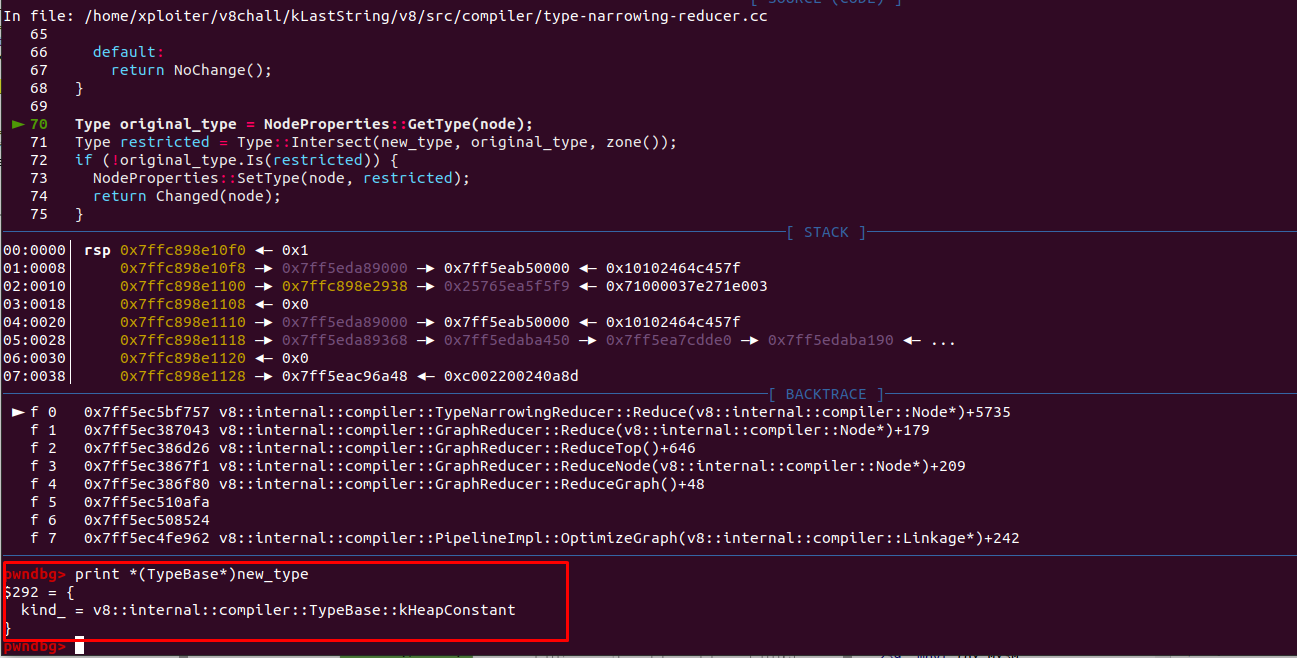 [ SOURCE (CODE) ]
In file: /home/xploiter/v8chall/kLastString/v8/src/compiler/type-narrowing-reducer.cc
65
66     default:
67       return NoChange();
68   }
69
► 70   Type original_type = NodeProperties::GetType(node);
71   Type restricted = Type::Intersect(new_type, original_type, zone());
72   if (!original_type.Is(restricted)) {
73     NodeProperties::SetType(node, restricted);
74     return Changed(node);
75   }
[ STACK ]
00:0000│ rsp 0x7ffc898e10f0 ◂— 0x1
01:0008│     0x7ffc898e10f8 —▸ 0x7ff5eda89000 —▸ 0x7ff5eab50000 ◂— 0x10102464c457f
02:0010│     0x7ffc898e1100 —▸ 0x7ffc898e2938 —▸ 0x25765ea5f5f9 ◂— 0x71000037e271e003
03:0018│     0x7ffc898e1108 ◂— 0x0
04:0020│     0x7ffc898e1110 —▸ 0x7ff5eda89000 —▸ 0x7ff5eab50000 ◂— 0x10102464c457f
05:0028│     0x7ffc898e1118 —▸ 0x7ff5eda89368 —▸ 0x7ff5edaba450 —▸ 0x7ff5ea7cdde0 —▸ 0x7ff5edaba190 ◂— ...
06:0030│     0x7ffc898e1120 ◂— 0x0
07:0038│     0x7ffc898e1128 —▸ 0x7ff5eac96a48 ◂— 0xc002200240a8d
[ BACKTRACE ]
► f 0   0x7ff5ec5bf757 v8::internal::compiler::TypeNarrowingReducer::Reduce(v8::internal::compiler::Node*)+5735
f 1   0x7ff5ec387043 v8::internal::compiler::GraphReducer::Reduce(v8::internal::compiler::Node*)+179
f 2   0x7ff5ec386d26 v8::internal::compiler::GraphReducer::ReduceTop()+646
f 3   0x7ff5ec3867f1 v8::internal::compiler::GraphReducer::ReduceNode(v8::internal::compiler::Node*)+209
f 4   0x7ff5ec386f80 v8::internal::compiler::GraphReducer::ReduceGraph()+48
f 5   0x7ff5ec510afa
f 6   0x7ff5ec508524
f 7   0x7ff5ec4fe962 v8::internal::compiler::PipelineImpl::OptimizeGraph(v8::internal::compiler::Linkage*)+242
pwndbg> print *(TypeBase*)new_type
$292 = {
kind_ = v8::internal::compiler::TypeBase::kHeapConstant
}
pwndbg>